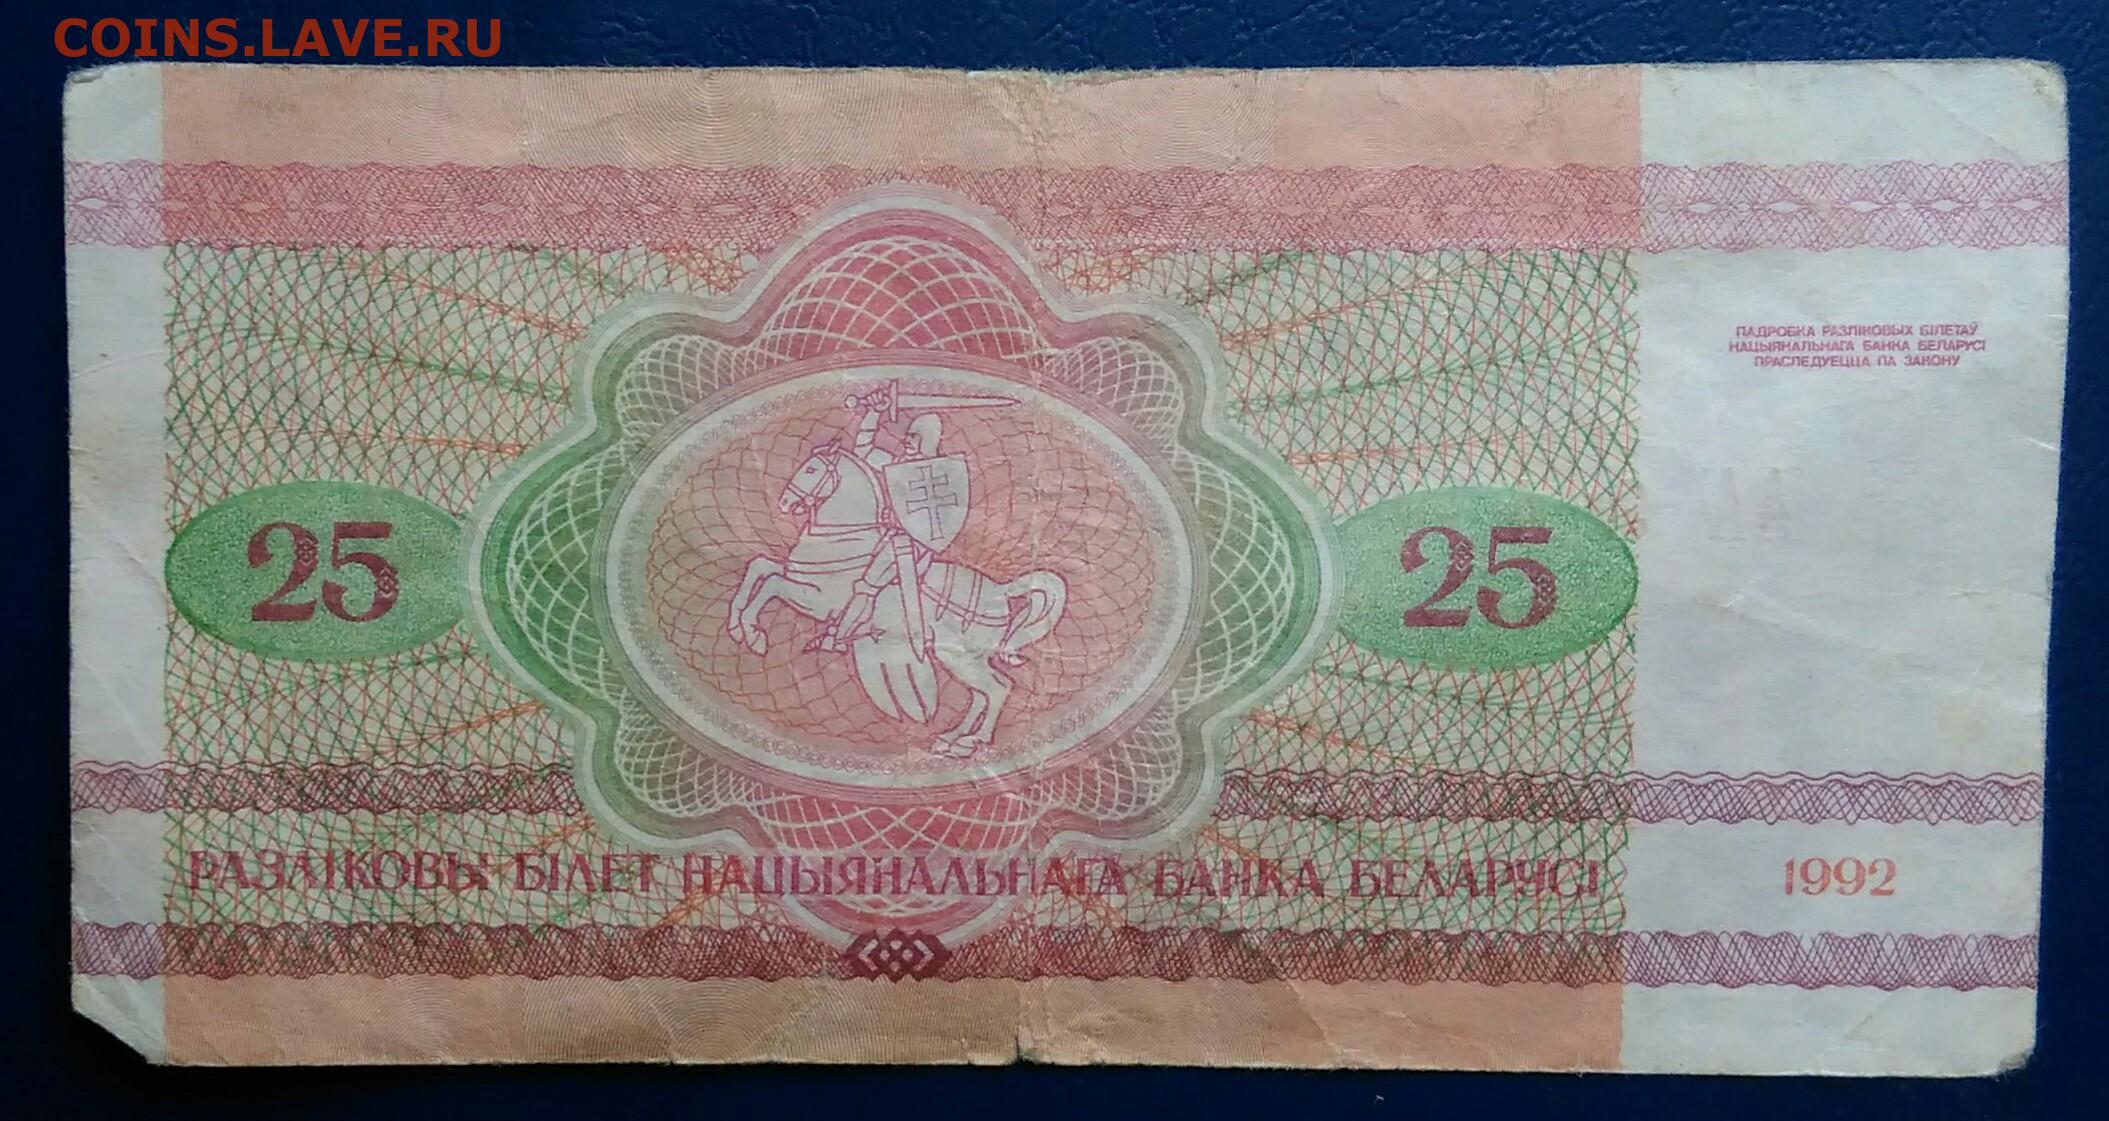 COINS.LAVE.RU
ПАДРОБКА РАЗЛІКОВЫХ БІЛЕТАЎ
НАЦЫЯНАЛЬНАГА БАНКА БЕЛАРУСІ
ПРАСЛЕДУЕЦЦА ПА ЗАКОНУ
25
25
РАЗЛІКОВЫ БІЛЕТ НАЦЫЯНАЛЬНАГА БАНКА БЕЛАРУСІ
1992